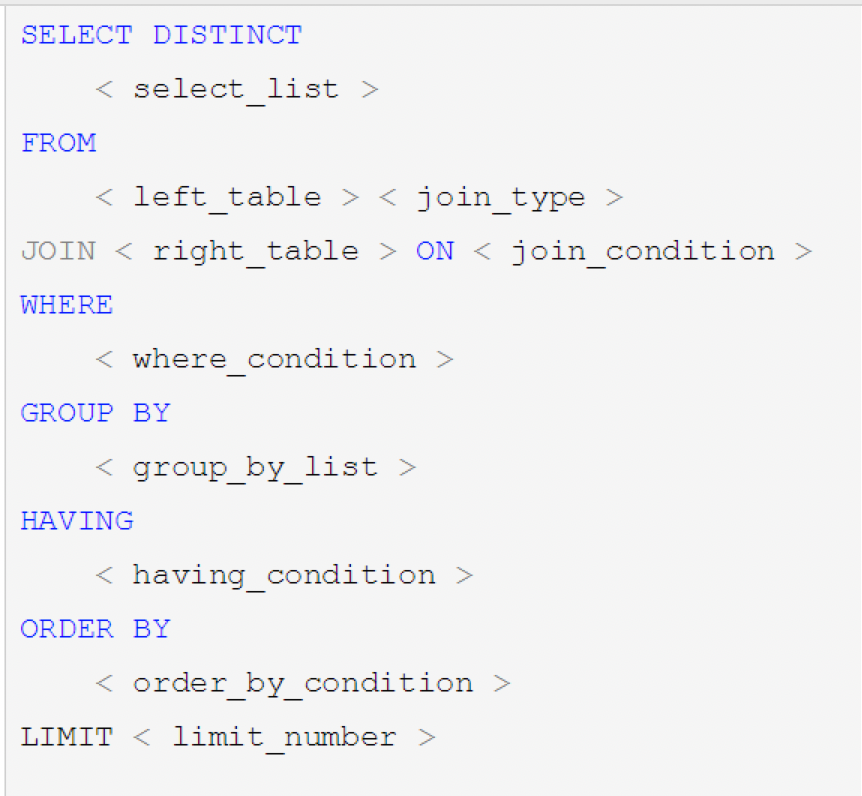 SELECT DISTINCT
< select_list >
FROM
< left_table > < join_type >
JOIN < right_table > ON < join_condition >
WHERE
< where_condition >
GROUP BY
< group_by_list >
HAVING
< having_condition >
ORDER BY
< order_by_condition >
LIMIT < limit_number >